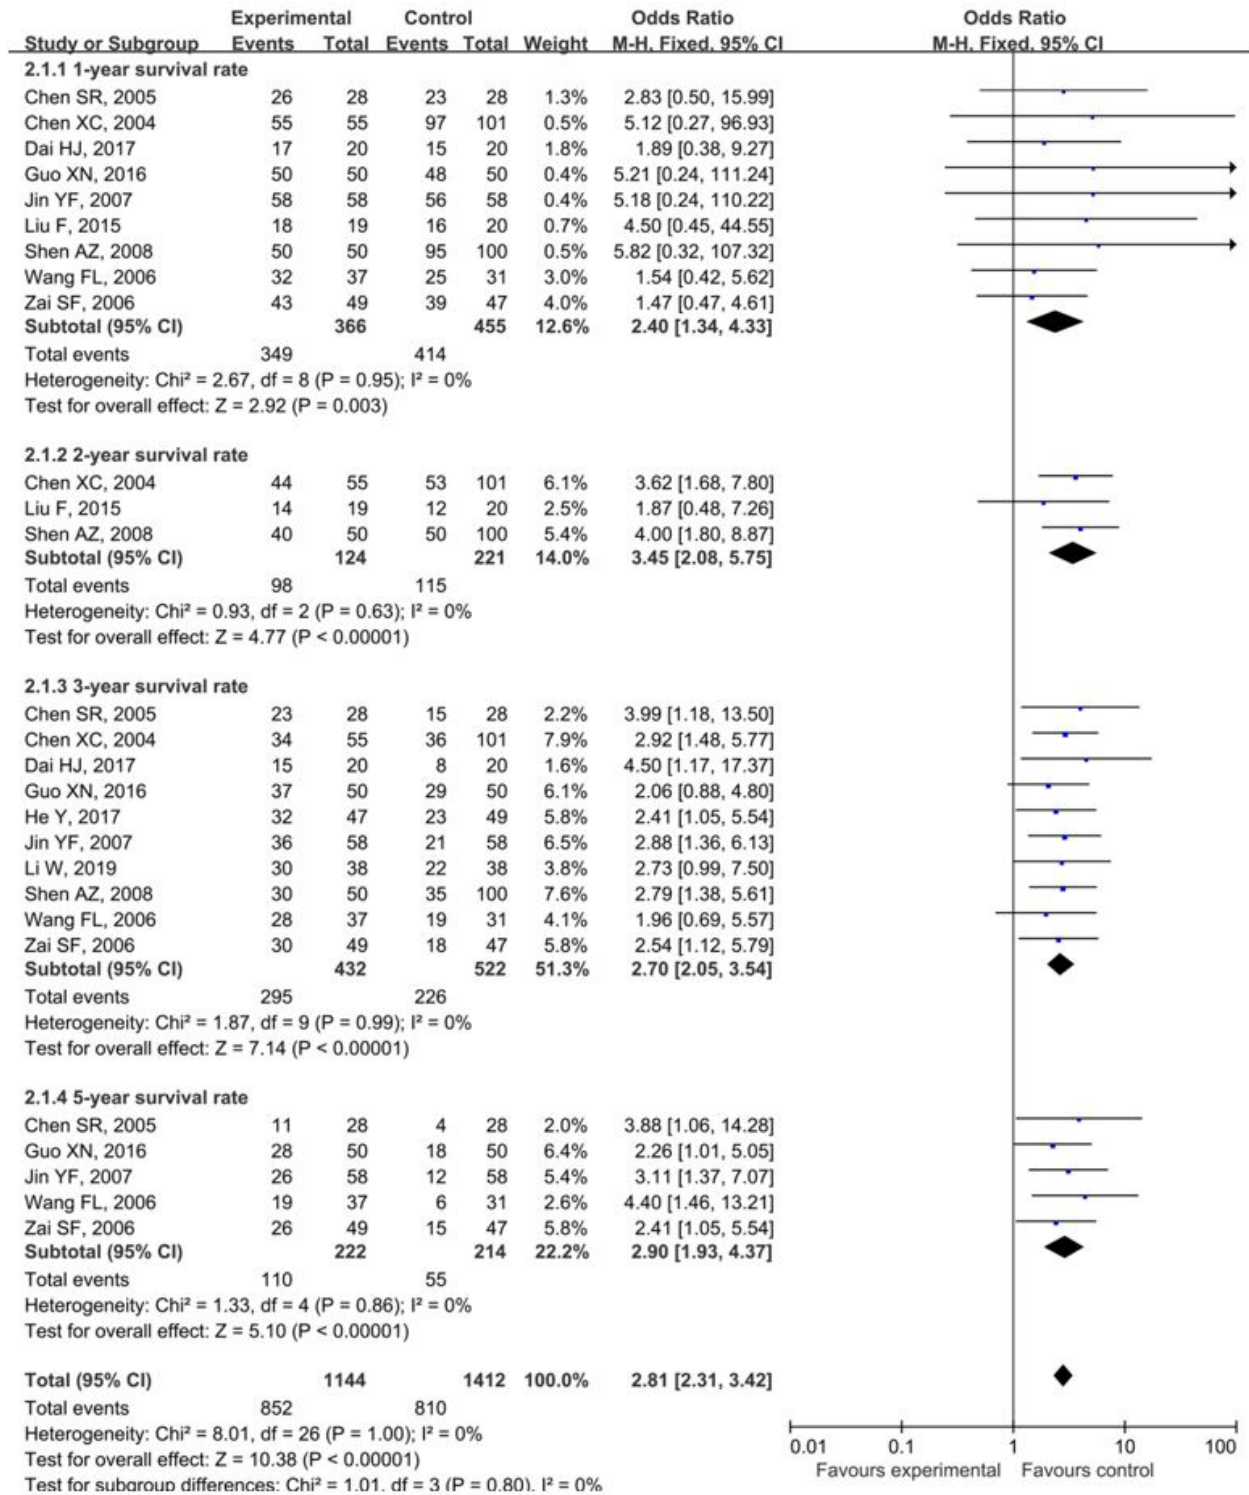 Experimental Control Odds Ratio Odds Ratio
Study or Subgroup Events Total Events Total Weight M-H, Fixed, 95% CI M-H, Fixed, 95% CI
2.1.1 1-year survival rate
Chen SR, 2005 26 28 23 28 1.3% 2.83 [0.50, 15.99]
Chen XC, 2004 55 55 97 101 0.5% 5.12 [0.27, 96.93]
Dai HJ, 2017 17 20 15 20 1.8% 1.89 [0.38, 9.27]
Guo XN, 2016 50 50 48 50 0.4% 5.21 [0.24, 111.24]
Jin YF, 2007 58 58 56 58 0.4% 5.18 [0.24, 110.22]
Liu F, 2015 18 19 16 20 0.7% 4.50 [0.45, 44.55]
Shen AZ, 2008 50 50 95 100 0.5% 5.82 [0.32, 107.32]
Wang FL, 2006 32 37 25 31 3.0% 1.54 [0.42, 5.62]
Zai SF, 2006 43 49 39 47 4.0% 1.47 [0.47, 4.61]
Subtotal (95% CI) 366 455 12.6% 2.40 [1.34, 4.33]
Total events 349 414
Heterogeneity: Chi² = 2.67, df = 8 (P = 0.95); I² = 0%
Test for overall effect: Z = 2.92 (P = 0.003)
2.1.2 2-year survival rate
Chen XC, 2004 44 55 53 101 6.1% 3.62 [1.68, 7.80]
Liu F, 2015 14 19 12 20 2.5% 1.87 [0.48, 7.26]
Shen AZ, 2008 40 50 50 100 5.4% 4.00 [1.80, 8.87]
Subtotal (95% CI) 124 221 14.0% 3.45 [2.08, 5.75]
Total events 98 115
Heterogeneity: Chi² = 0.93, df = 2 (P = 0.63); I² = 0%
Test for overall effect: Z = 4.77 (P < 0.00001)
2.1.3 3-year survival rate
Chen SR, 2005 23 28 15 28 2.2% 3.99 [1.18, 13.50]
Chen XC, 2004 34 55 36 101 7.9% 2.92 [1.48, 5.77]
Dai HJ, 2017 15 20 8 20 1.6% 4.50 [1.17, 17.37]
Guo XN, 2016 37 50 29 50 6.1% 2.06 [0.88, 4.80]
He Y, 2017 32 47 23 49 5.8% 2.41 [1.05, 5.54]
Jin YF, 2007 36 58 21 58 6.5% 2.88 [1.36, 6.13]
Li W, 2019 30 38 22 38 3.8% 2.73 [0.99, 7.50]
Shen AZ, 2008 30 50 35 100 7.6% 2.79 [1.38, 5.61]
Wang FL, 2006 28 37 19 31 4.1% 1.96 [0.69, 5.57]
Zai SF, 2006 30 49 18 47 5.8% 2.54 [1.12, 5.79]
Subtotal (95% CI) 432 522 51.3% 2.70 [2.05, 3.54]
Total events 295 226
Heterogeneity: Chi² = 1.87, df = 9 (P = 0.99); I² = 0%
Test for overall effect: Z = 7.14 (P < 0.00001)
2.1.4 5-year survival rate
Chen SR, 2005 11 28 4 28 2.0% 3.88 [1.06, 14.28]
Guo XN, 2016 28 50 18 50 6.4% 2.26 [1.01, 5.05]
Jin YF, 2007 26 58 12 58 5.4% 3.11 [1.37, 7.07]
Wang FL, 2006 19 37 6 31 2.6% 4.40 [1.46, 13.21]
Zai SF, 2006 26 49 15 47 5.8% 2.41 [1.05, 5.54]
Subtotal (95% CI) 222 214 22.2% 2.90 [1.93, 4.37]
Total events 110 55
Heterogeneity: Chi² = 1.33, df = 4 (P = 0.86); I² = 0%
Test for overall effect: Z = 5.10 (P < 0.00001)
Total (95% CI) 1144 1412 100.0% 2.81 [2.31, 3.42]
Total events 852 810
Heterogeneity: Chi² = 8.01, df = 26 (P = 1.00); I² = 0%
Test for overall effect: Z = 10.38 (P < 0.00001)
Test for subgroup differences: Chi² = 1.01, df = 3 (P = 0.80), I² = 0%
0.01 0.1 1 10 100
Favours experimental Favours control